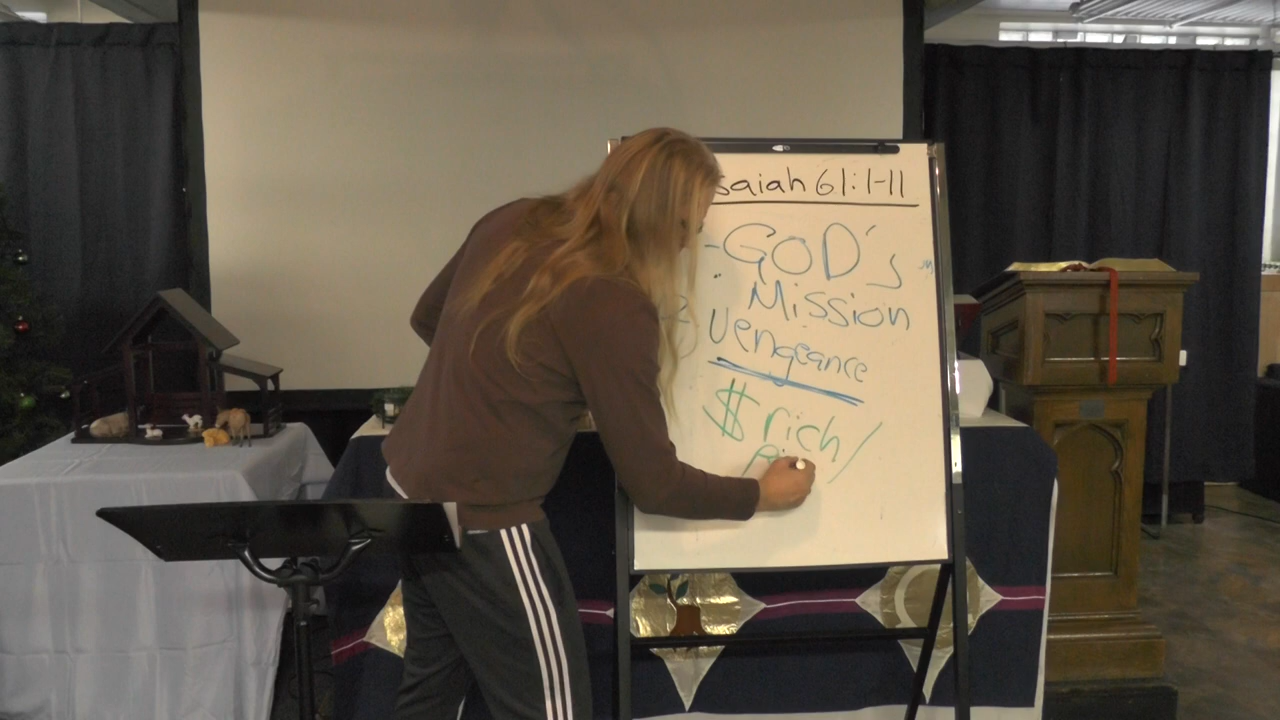 saiah 61:1-11
-GOD's
Mission
vengeance
$ rich/